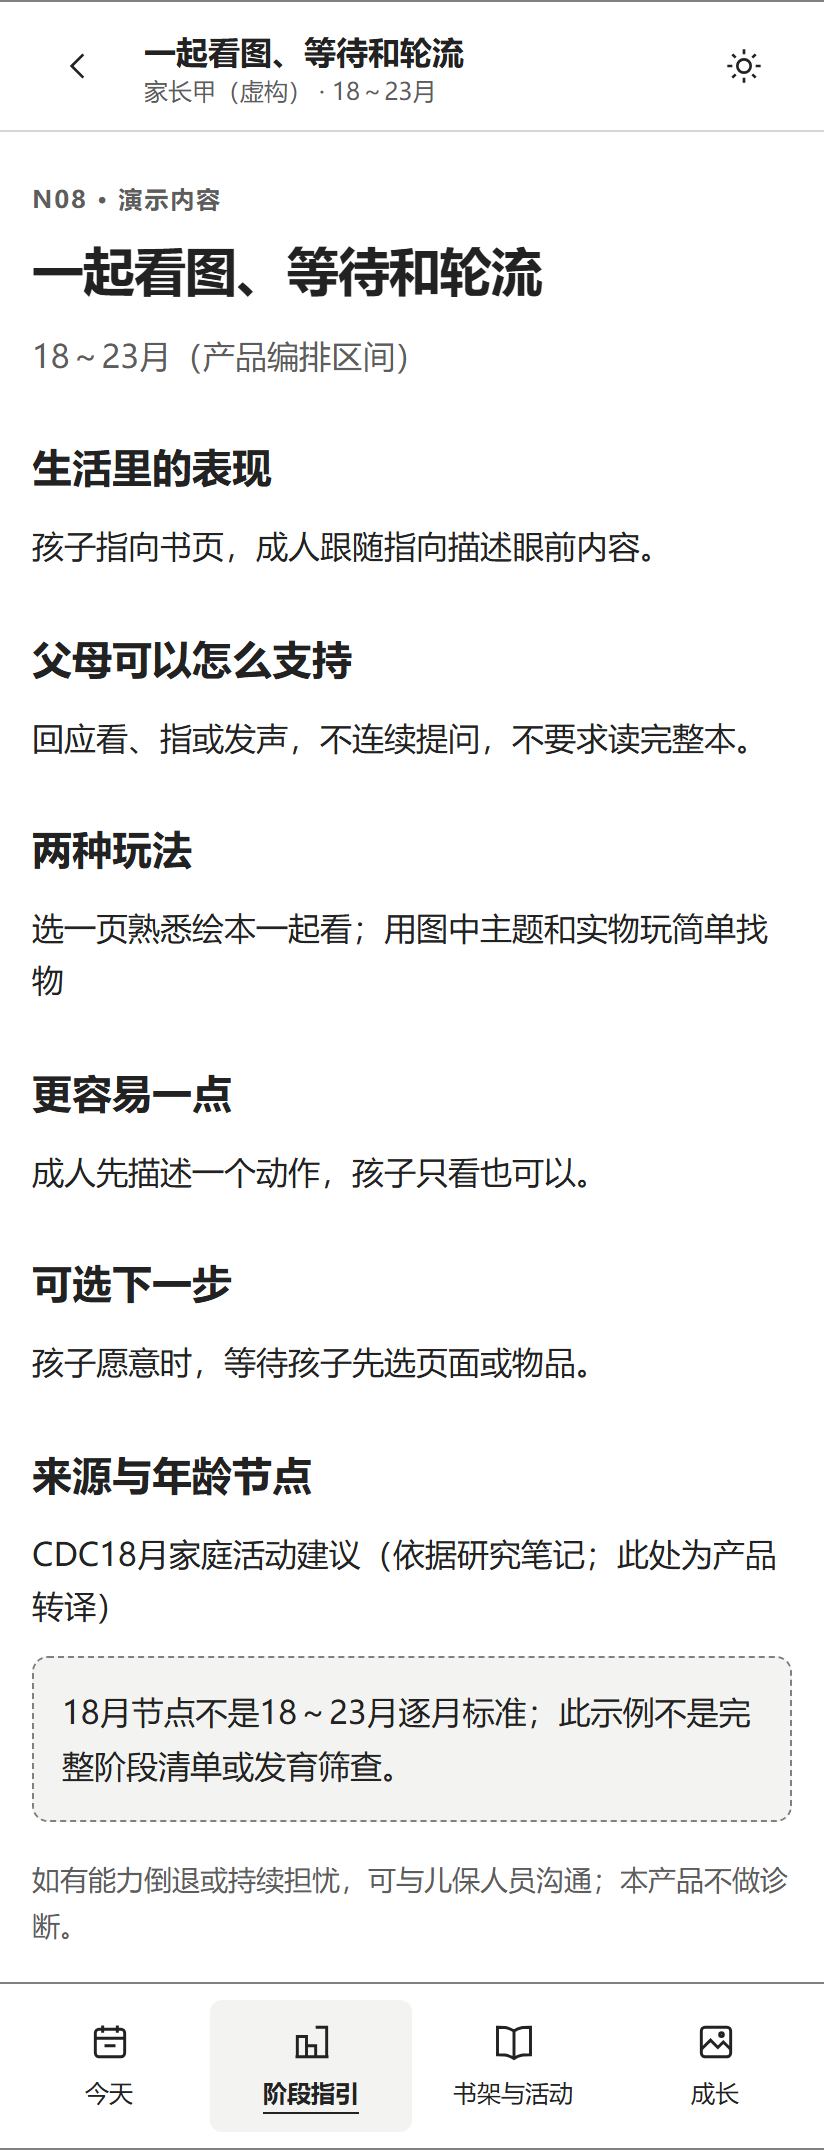 一起看图、等待和轮流
家长甲（虚构） · 18～23月
N08 • 演示内容
一起看图、等待和轮流
18～23月（产品编排区间）
生活里的表现
孩子指向书页，成人跟随指向描述眼前内容。
父母可以怎么支持
回应看、指或发声，不连续提问，不要求读完整本。
两种玩法
选一页熟悉绘本一起看；用图中主题和实物玩简单找
物
更容易一点
成人先描述一个动作，孩子只看也可以。
可选下一步
孩子愿意时，等待孩子先选页面或物品。
来源与年龄节点
CDC18月家庭活动建议（依据研究笔记；此处为产品
转译）
18月节点不是18～23月逐月标准；此示例不是完
整阶段清单或发育筛查。
如有能力倒退或持续担忧，可与儿保人员沟通；本产品不做诊
断。
今天
阶段指引
书架与活动
成长